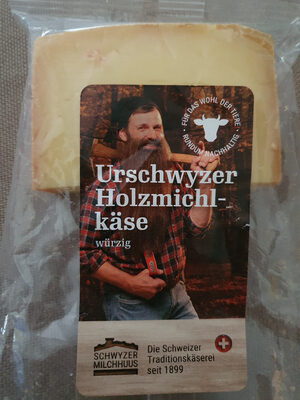 FÜR DAS WOHL DER TIERE
RUNDUM NACHHALTIG
Urschwyzer
Holzmichl-
käse
würzig
SCHWYZER
MILCHHUUS
Die Schweizer
Traditionskäserei
seit 1899